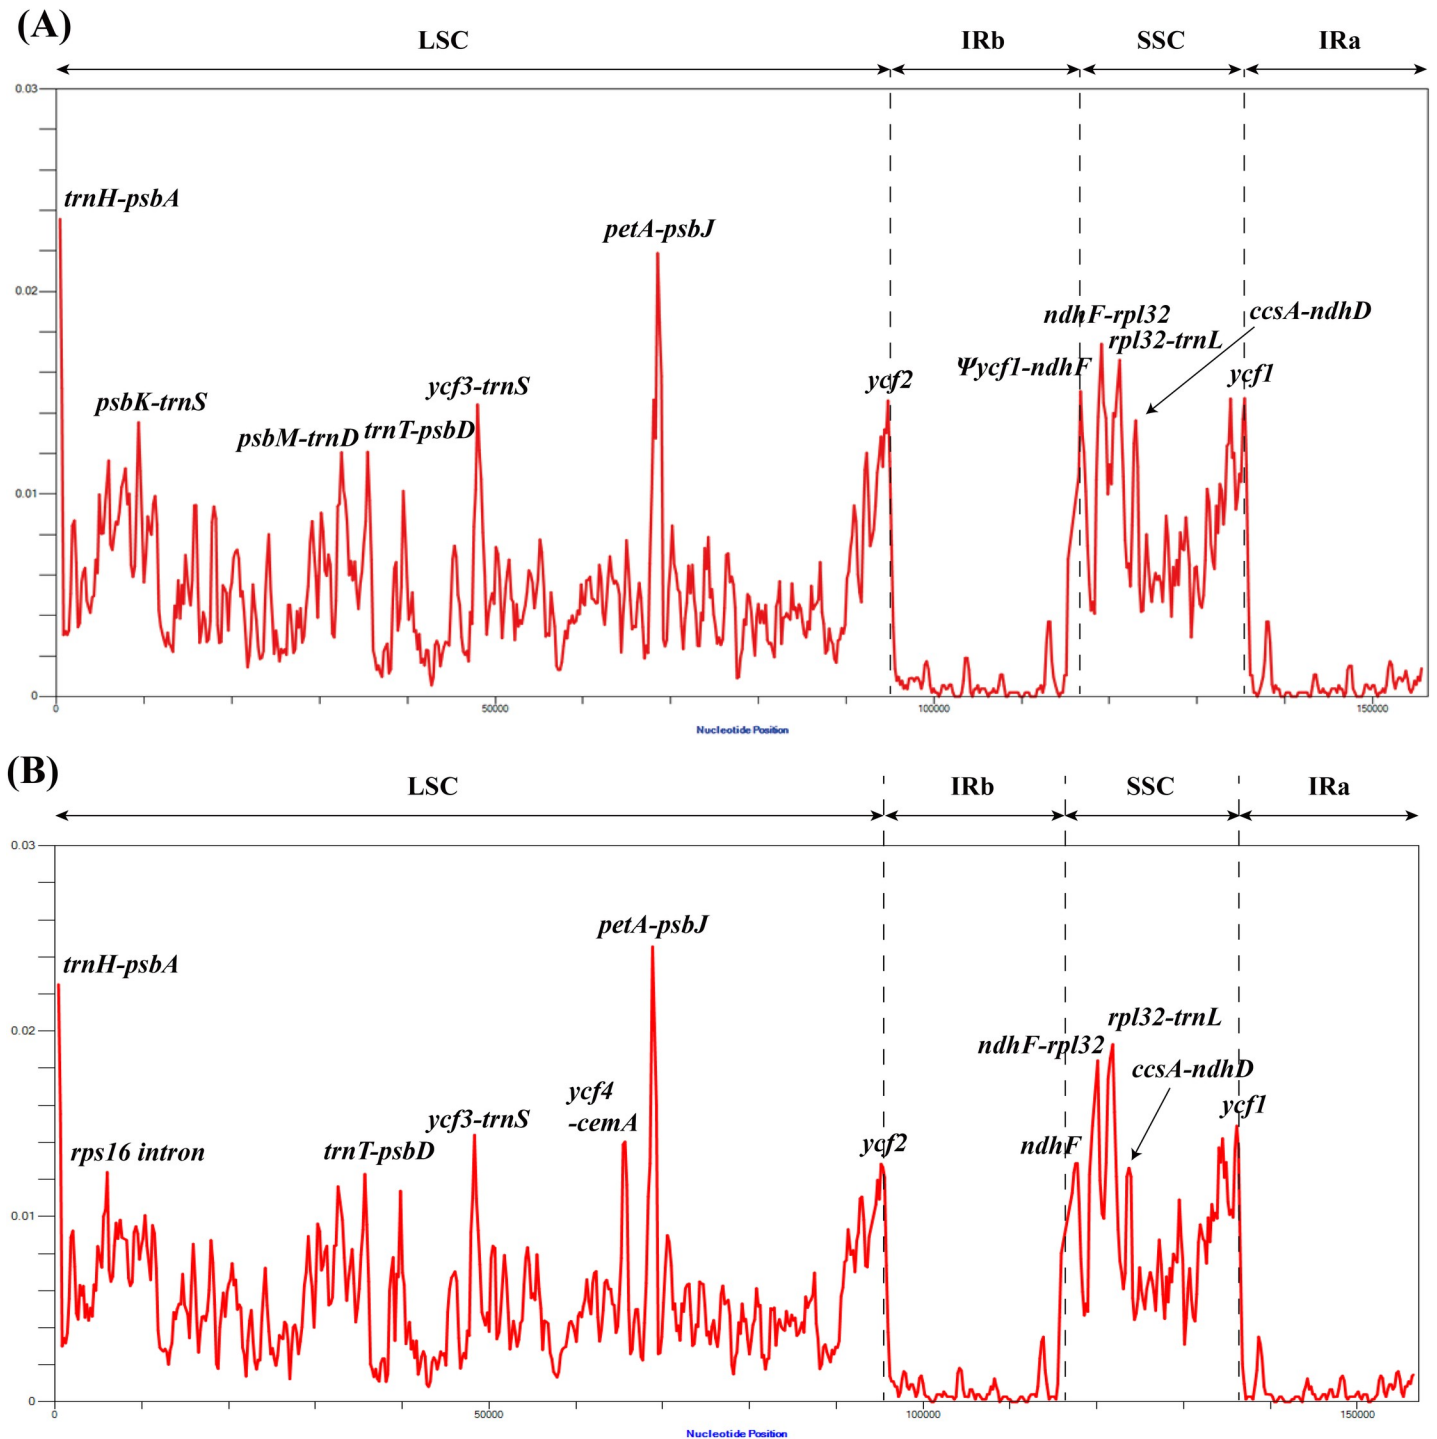 (A)
LSC IRb SSC IRa
0.03
trnH-psbA
petA-psbJ
0.02
ndhF-rpl32 ccsA-ndhD
rpl32-trnL
Ψycf1-ndhF ycf1
ycf3-trnS ycf2
psbK-trnS
psbM-trnD trnT-psbD
0.01
0
0 50000 100000 150000
Nucleotide Position
(B)
LSC IRb SSC IRa
0.03
petA-psbJ
trnH-psbA
0.02
rpl32-trnL
ndhF-rpl32
ccsA-ndhD
ycf4
-cemA
ycf1
ycf3-trnS
rps16 intron trnT-psbD ycf2 ndhF
0.01
0
0 50000 100000 150000
Nucleotide Position